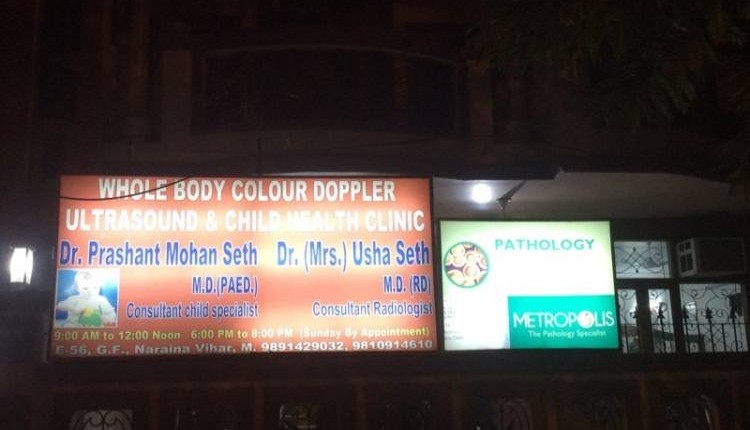 WHOLE BODY COLOUR DOPPLER
ULTRASOUND & CHILD HEALTH CLINIC
Dr. Prashant Mohan Seth Dr. (Mrs.) Usha Seth
M.D.(PAED.) M.D. (RD)
Consultant child specialist Consultant Radiologist
9:00 AM to 12:00 Noon 6:00 PM to 8:00 PM (Sunday By Appointment)
E-56, G.F., Naraina Vihar, M. 9891429032, 9810914610
PATHOLOGY
METROPOLIS
The Pathology Specialist